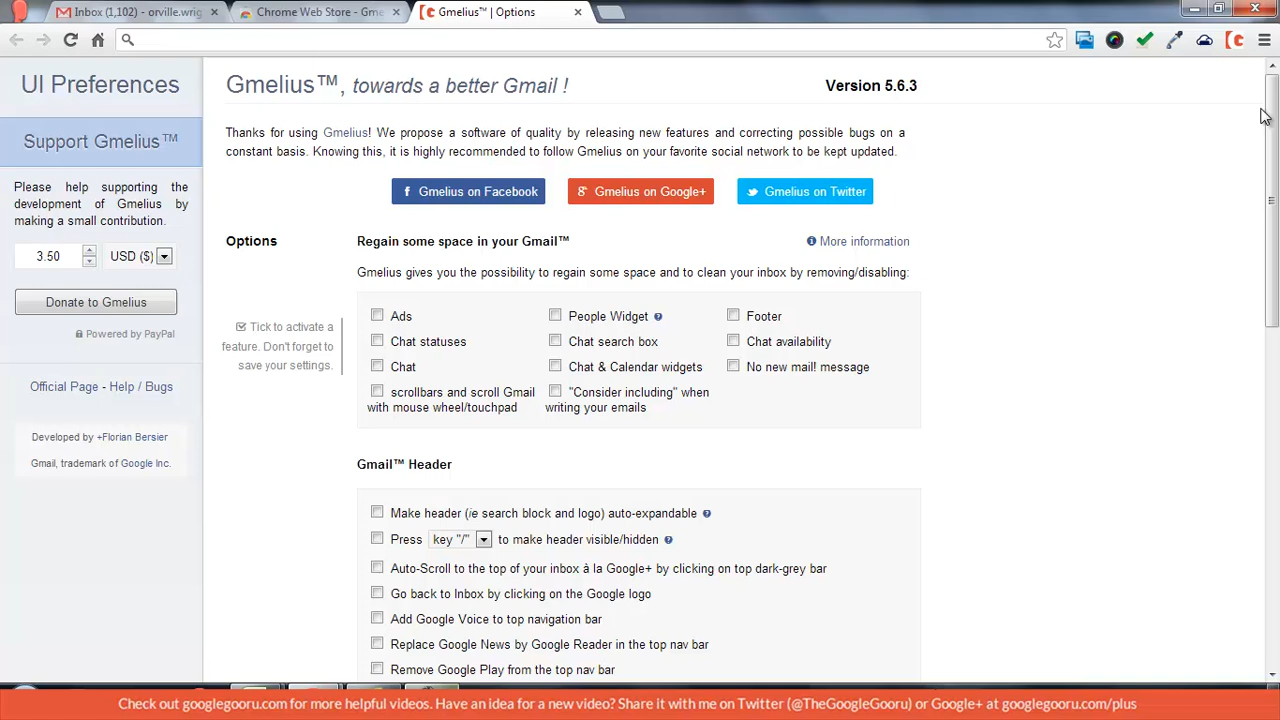 Inbox (1,102) - orville.wrig
Chrome Web Store - Gme
Gmelius™ | Options
UI Preferences
Support Gmelius™
Please help supporting the
development of Gmelius by
making a small contribution.
3.50 USD ($)
Donate to Gmelius
Powered by PayPal
Official Page - Help / Bugs
Developed by +Florian Bersier
Gmail, trademark of Google Inc.
Gmelius™, towards a better Gmail !
Version 5.6.3
Thanks for using Gmelius! We propose a software of quality by releasing new features and correcting possible bugs on a
constant basis. Knowing this, it is highly recommended to follow Gmelius on your favorite social network to be kept updated.
Gmelius on Facebook
Gmelius on Google+
Gmelius on Twitter
Options
Regain some space in your Gmail™
More information
Gmelius gives you the possibility to regain some space and to clean your inbox by removing/disabling:
Tick to activate a
feature. Don't forget to
save your settings.
Ads
People Widget ?
Footer
Chat statuses
Chat search box
Chat availability
Chat
Chat & Calendar widgets
No new mail! message
scrollbars and scroll Gmail
with mouse wheel/touchpad
"Consider including" when
writing your emails
Gmail™ Header
Make header (ie search block and logo) auto-expandable ?
Press key "/" to make header visible/hidden ?
Auto-Scroll to the top of your inbox à la Google+ by clicking on top dark-grey bar
Go back to Inbox by clicking on the Google logo
Add Google Voice to top navigation bar
Replace Google News by Google Reader in the top nav bar
Remove Google Play from the top nav bar
Check out googlegooru.com for more helpful videos. Have an idea for a new video? Share it with me on Twitter (@TheGoogleGooru) or Google+ at googlegooru.com/plus